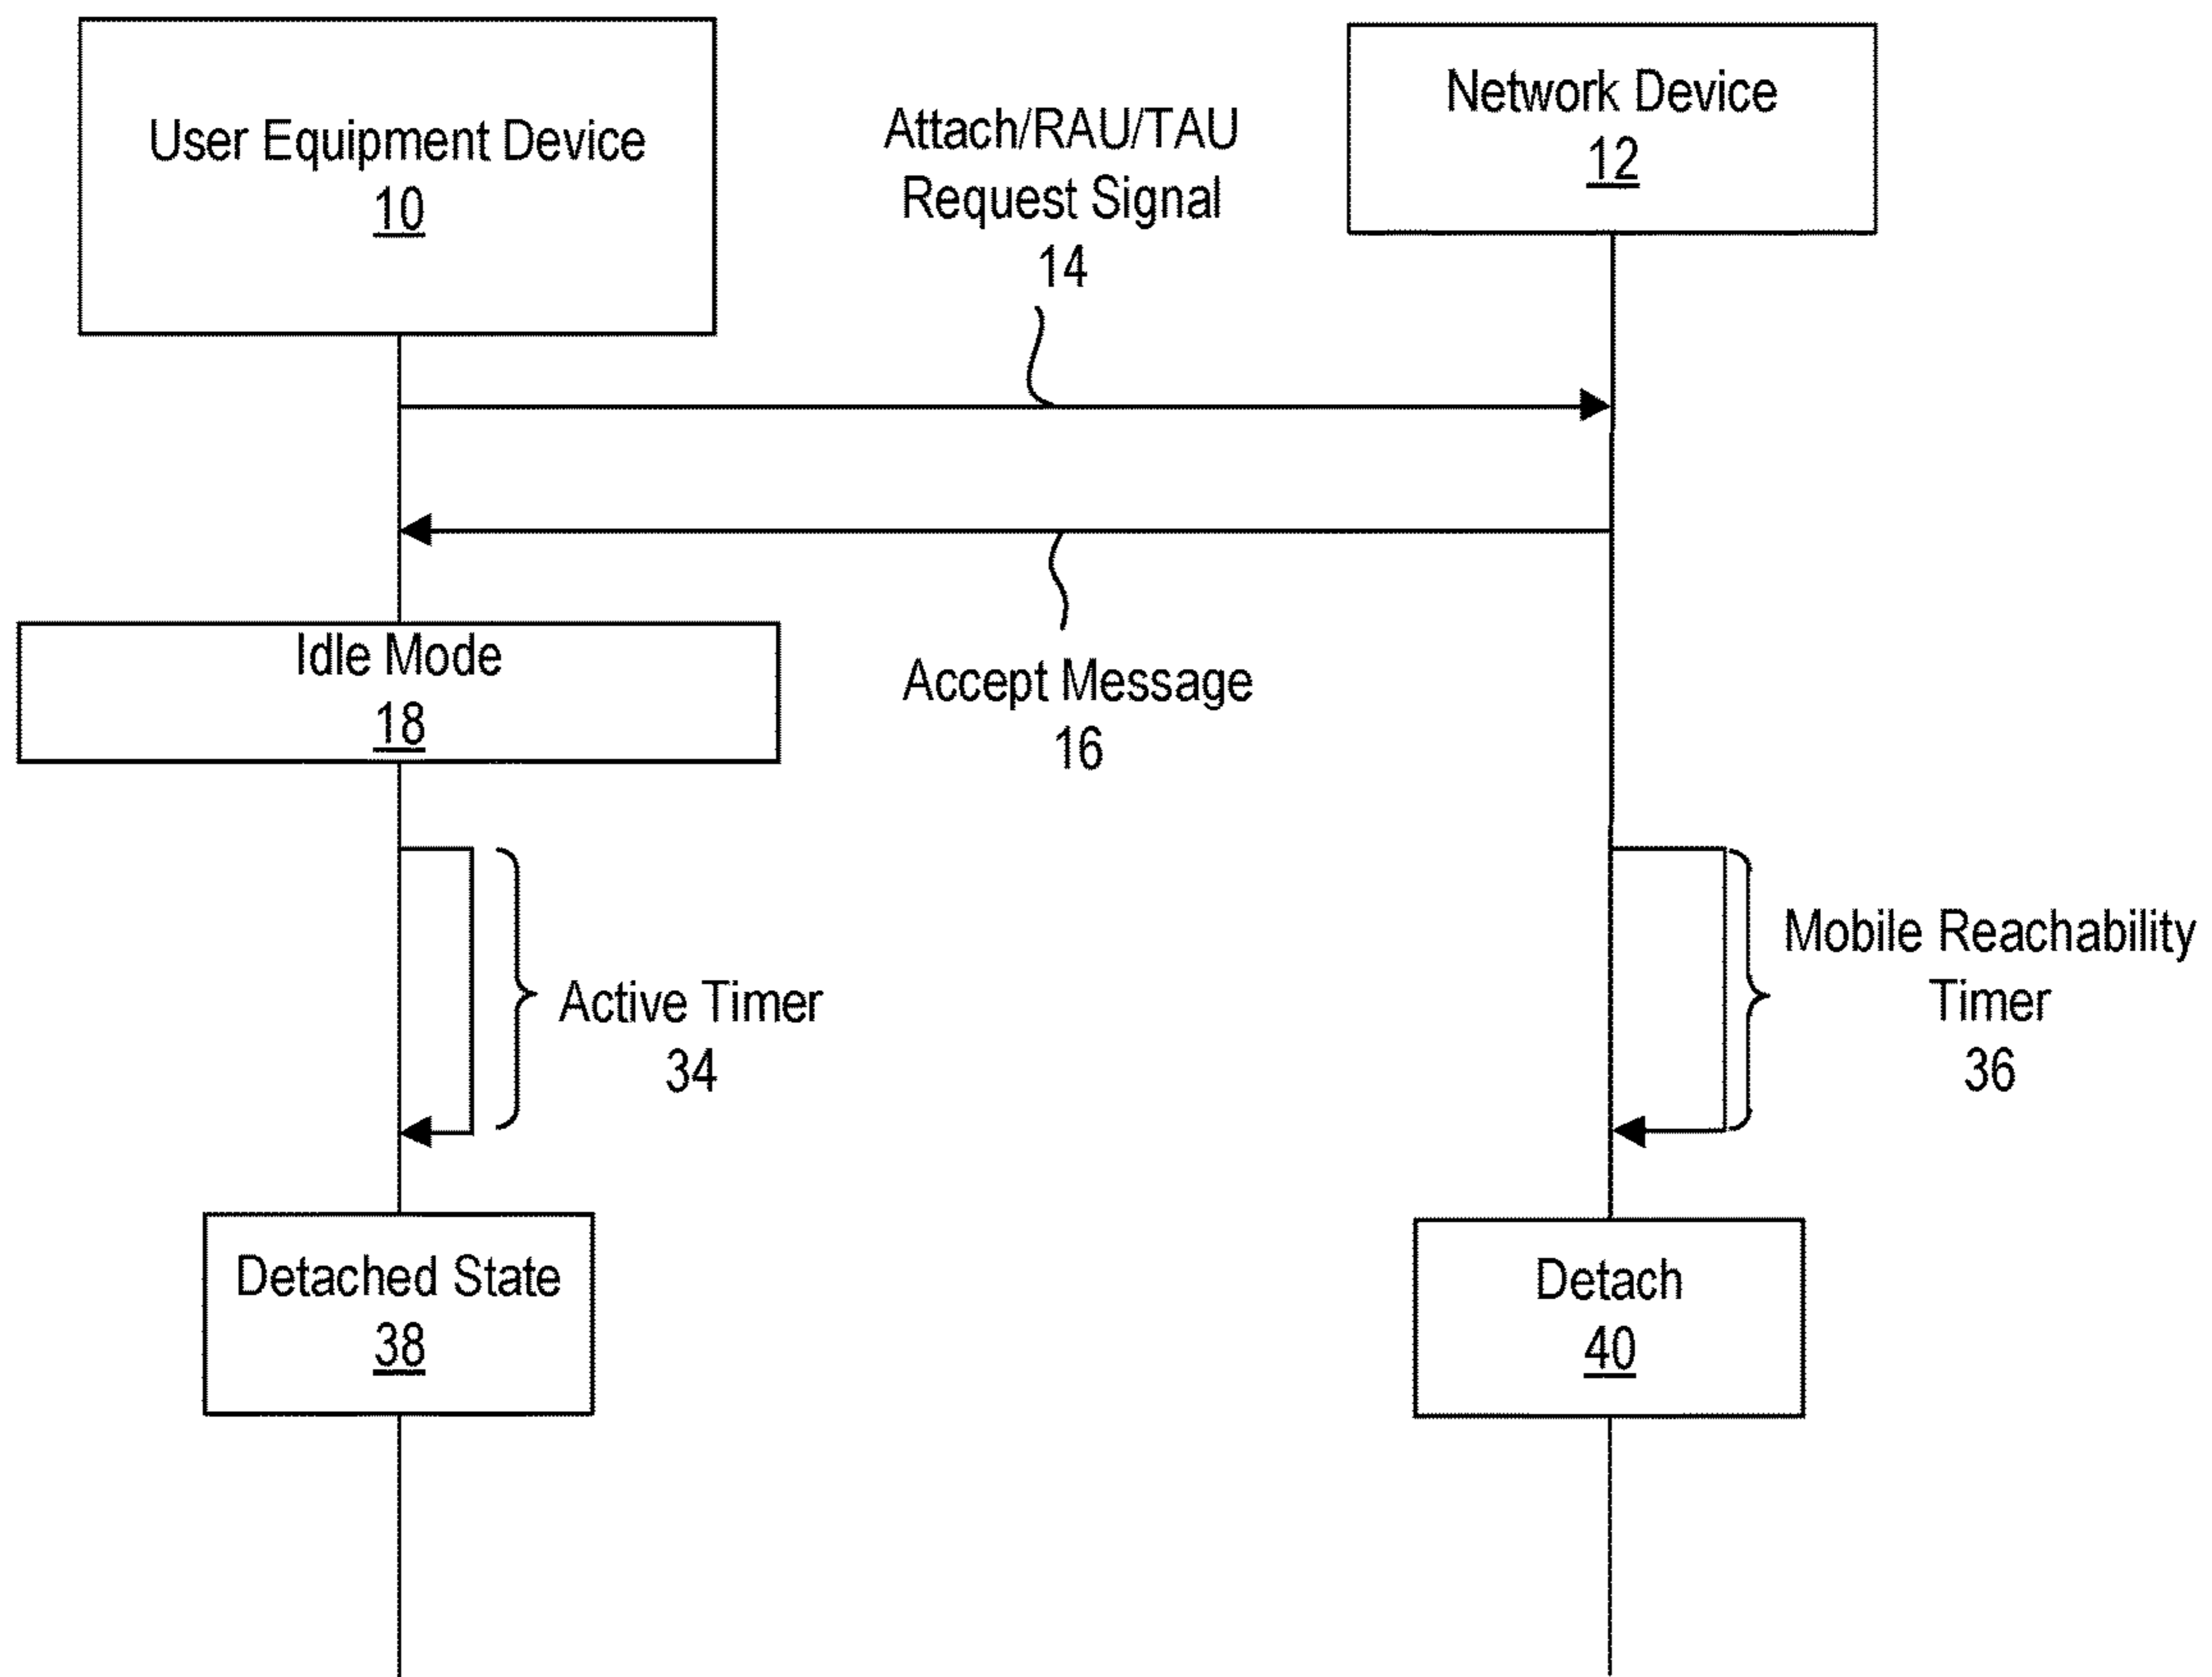 User Equipment Device
10
Network Device
12
Attach/RAU/TAU
Request Signal
14
Idle Mode
18
Accept Message
16
Active Timer
34
Mobile Reachability
Timer
36
Detached State
38
Detach
40